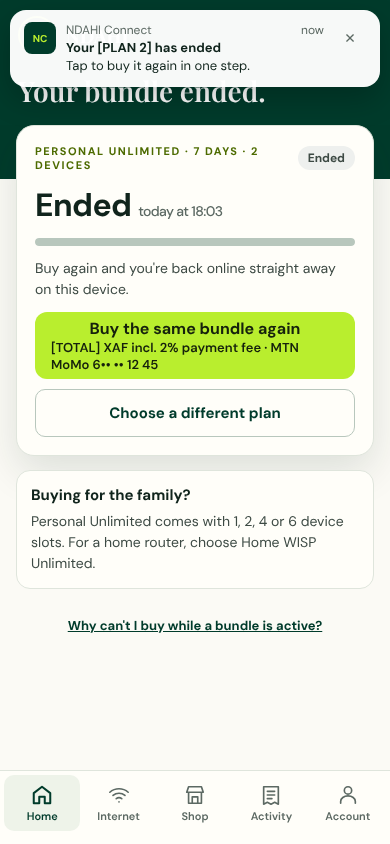 NC
NDAHI Connect
now
Your [PLAN 2] has ended
Tap to buy it again in one step.
Your bundle ended.
PERSONAL UNLIMITED · 7 DAYS · 2
DEVICES
Ended
Ended today at 18:03
Buy again and you're back online straight away
on this device.
Buy the same bundle again
[TOTAL] XAF incl. 2% payment fee · MTN
MoMo 6•• •• 12 45
Choose a different plan
Buying for the family?
Personal Unlimited comes with 1, 2, 4 or 6 device
slots. For a home router, choose Home WISP
Unlimited.
Why can't I buy while a bundle is active?
Home
Internet
Shop
Activity
Account